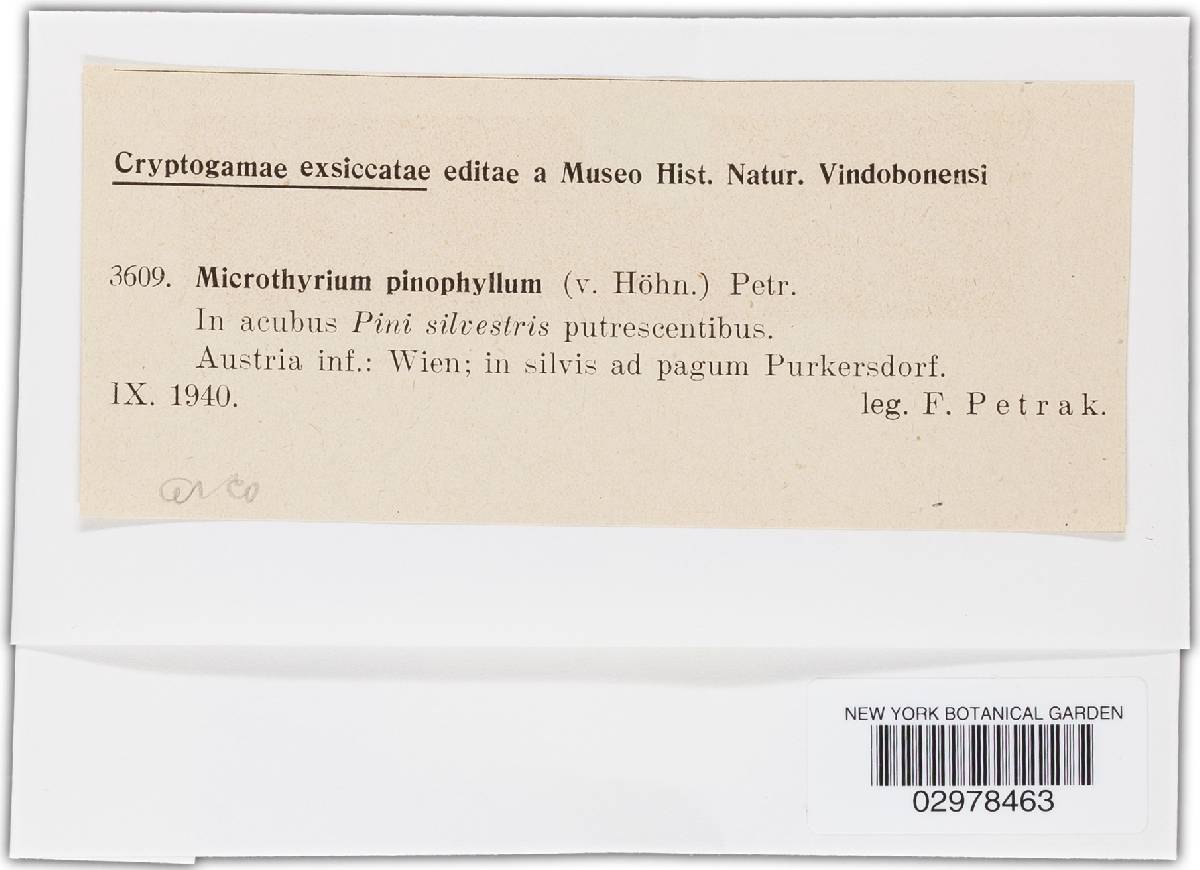 Cryptogamae exsiccatae editae a Museo Hist. Natur. Vindobonensi
3609. Microthyrium pinophyllum (v. Höhn.) Petr.
In acubus Pini silvestris putrescentibus.
Austria inf.: Wien; in silvis ad pagum Purkersdorf.
IX. 1940. leg. F. Petrak.
NEW YORK BOTANICAL GARDEN
02978463